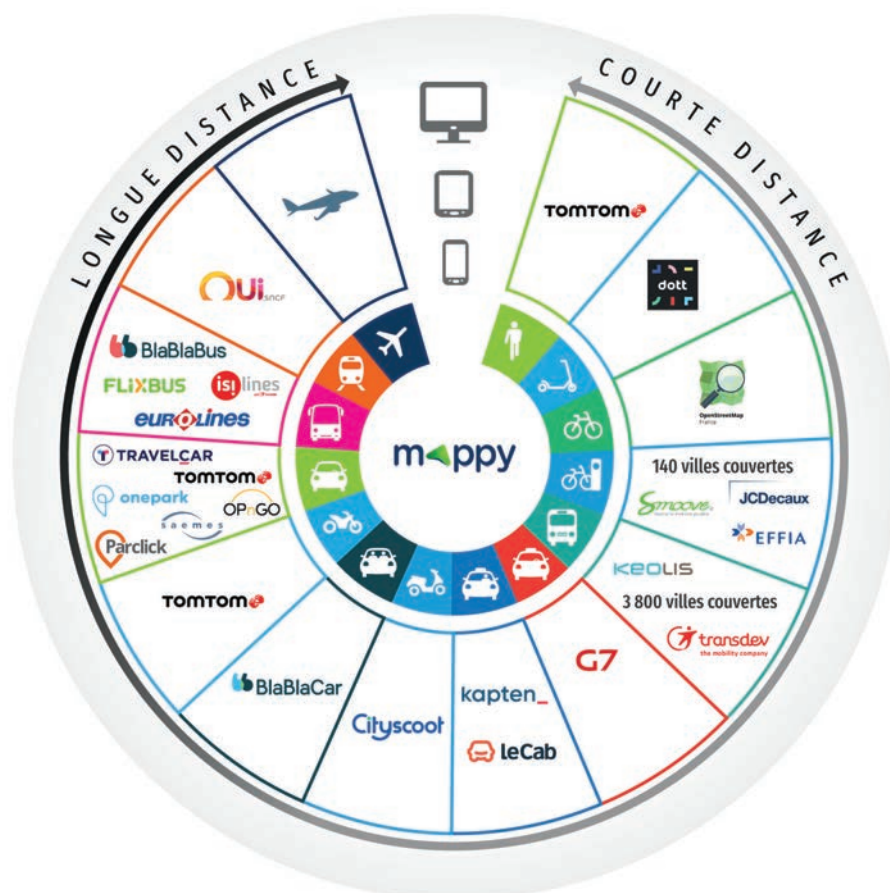 LONGUE DISTANCE
COURTE DISTANCE
TOMTOM
dott
OpenStreetMap
France
140 villes couvertes
Smoove
JCDecaux
EFFIA
KEOLIS
3 800 villes couvertes
transdev
the mobility company
G7
kapten_
leCab
Cityscoot
BlaBlaCar
TOMTOM
TRAVELCAR
TOMTOM
onepark
OPnGO
saemes
Parclick
BlaBlaBus
FLiXBUS
isilines
EUROLINES
OUi
.SNCF
mappy